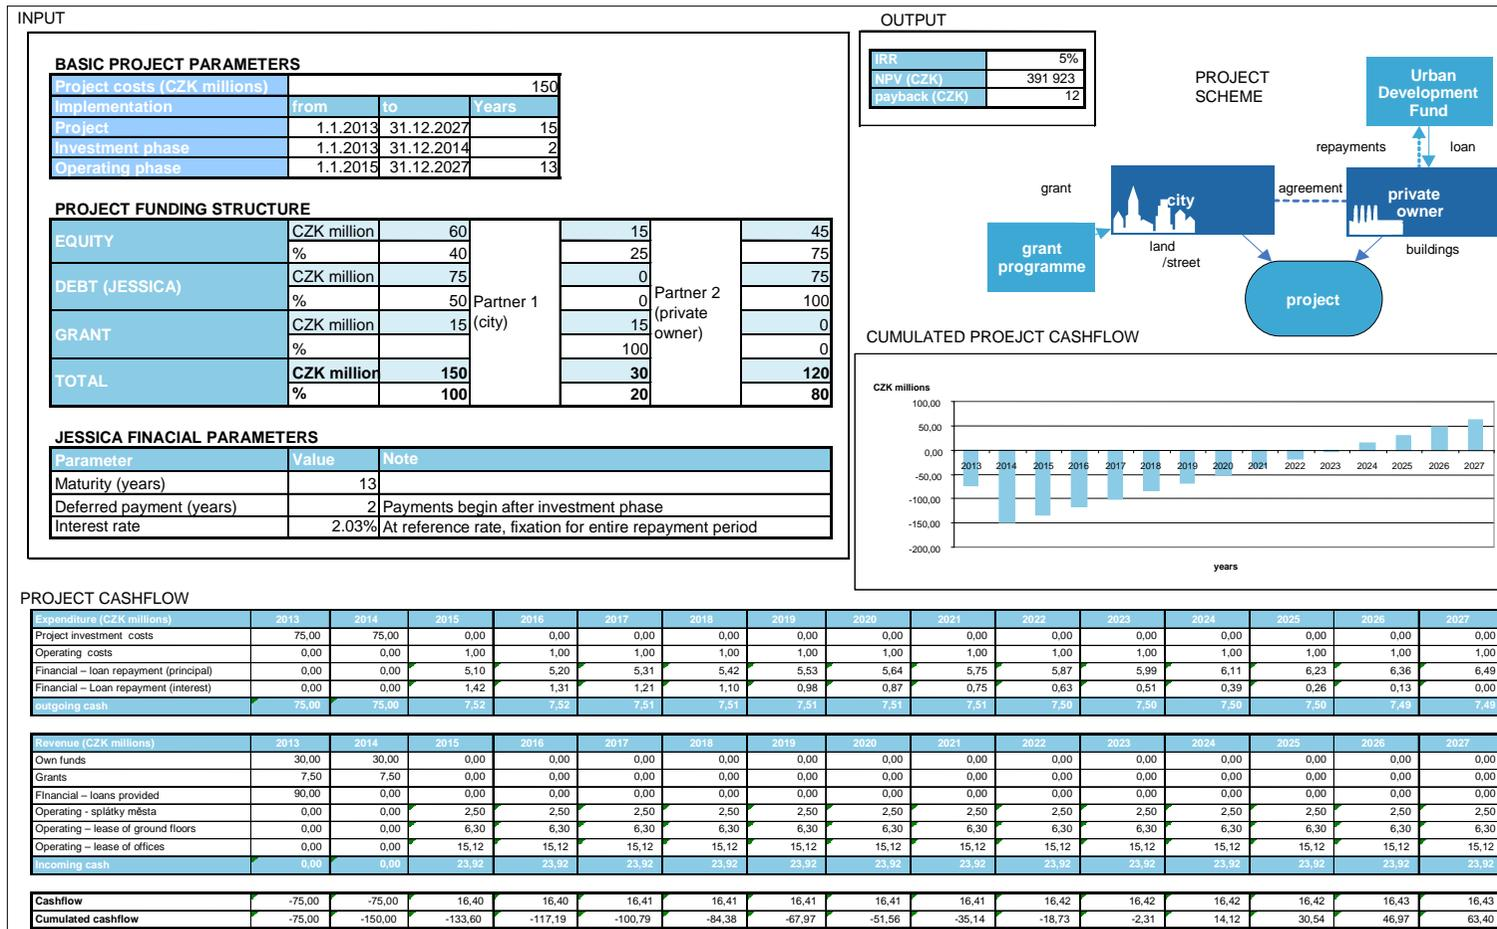 INPUT
BASIC PROJECT PARAMETERS
Project costs (CZK millions) 150
Implementation from to Years
Project 1.1.2013 31.12.2027 15
Investment phase 1.1.2013 31.12.2014 2
Operating phase 1.1.2015 31.12.2027 13
PROJECT FUNDING STRUCTURE
EQUITY CZK million 60 15 45
% 40 25 75
DEBT (JESSICA) CZK million 75 0 75
% 50 0 100
GRANT CZK million 15 15 0
% 100 0
TOTAL CZK million 150 30 120
% 100 20 80
Partner 1
(city)
Partner 2
(private
owner)
JESSICA FINACIAL PARAMETERS
Parameter Value Note
Maturity (years) 13
Deferred payment (years) 2 Payments begin after investment phase
Interest rate 2.03% At reference rate, fixation for entire repayment period
OUTPUT
IRR 5%
NPV (CZK) 391 923
payback (CZK) 12
PROJECT
SCHEME
Urban
Development
Fund
repayments loan
grant
city
agreement
private
owner
grant
programme
land
/street
buildings
project
CUMULATED PROEJCT CASHFLOW
CZK millions
100,00
50,00
0,00
-50,00
-100,00
-150,00
-200,00
2013 2014 2015 2016 2017 2018 2019 2020 2021 2022 2023 2024 2025 2026 2027
years
PROJECT CASHFLOW
Expenditure (CZK millions) 2013 2014 2015 2016 2017 2018 2019 2020 2021 2022 2023 2024 2025 2026 2027
Project investment costs 75,00 75,00 0,00 0,00 0,00 0,00 0,00 0,00 0,00 0,00 0,00 0,00 0,00 0,00 0,00
Operating costs 0,00 0,00 1,00 1,00 1,00 1,00 1,00 1,00 1,00 1,00 1,00 1,00 1,00 1,00 1,00
Financial – loan repayment (principal) 0,00 0,00 5,10 5,20 5,31 5,42 5,53 5,64 5,75 5,87 5,99 6,11 6,23 6,36 6,49
Financial – Loan repayment (interest) 0,00 0,00 1,42 1,31 1,21 1,10 0,98 0,87 0,75 0,63 0,51 0,39 0,26 0,13 0,00
outgoing cash 75,00 75,00 7,52 7,52 7,51 7,51 7,51 7,51 7,51 7,50 7,50 7,50 7,50 7,49 7,49
Revenue (CZK millions) 2013 2014 2015 2016 2017 2018 2019 2020 2021 2022 2023 2024 2025 2026 2027
Own funds 30,00 30,00 0,00 0,00 0,00 0,00 0,00 0,00 0,00 0,00 0,00 0,00 0,00 0,00 0,00
Grants 7,50 7,50 0,00 0,00 0,00 0,00 0,00 0,00 0,00 0,00 0,00 0,00 0,00 0,00 0,00
FInancial – loans provided 90,00 0,00 0,00 0,00 0,00 0,00 0,00 0,00 0,00 0,00 0,00 0,00 0,00 0,00 0,00
Operating - splátky města 0,00 0,00 2,50 2,50 2,50 2,50 2,50 2,50 2,50 2,50 2,50 2,50 2,50 2,50 2,50
Operating – lease of ground floors 0,00 0,00 6,30 6,30 6,30 6,30 6,30 6,30 6,30 6,30 6,30 6,30 6,30 6,30 6,30
Operating – lease of offices 0,00 0,00 15,12 15,12 15,12 15,12 15,12 15,12 15,12 15,12 15,12 15,12 15,12 15,12 15,12
Incoming cash 0,00 0,00 23,92 23,92 23,92 23,92 23,92 23,92 23,92 23,92 23,92 23,92 23,92 23,92 23,92
Cashflow -75,00 -75,00 16,40 16,40 16,41 16,41 16,41 16,41 16,41 16,42 16,42 16,42 16,42 16,43 16,43
Cumulated cashflow -75,00 -150,00 -133,60 -117,19 -100,79 -84,38 -67,97 -51,56 -35,14 -18,73 -2,31 14,12 30,54 46,97 63,40